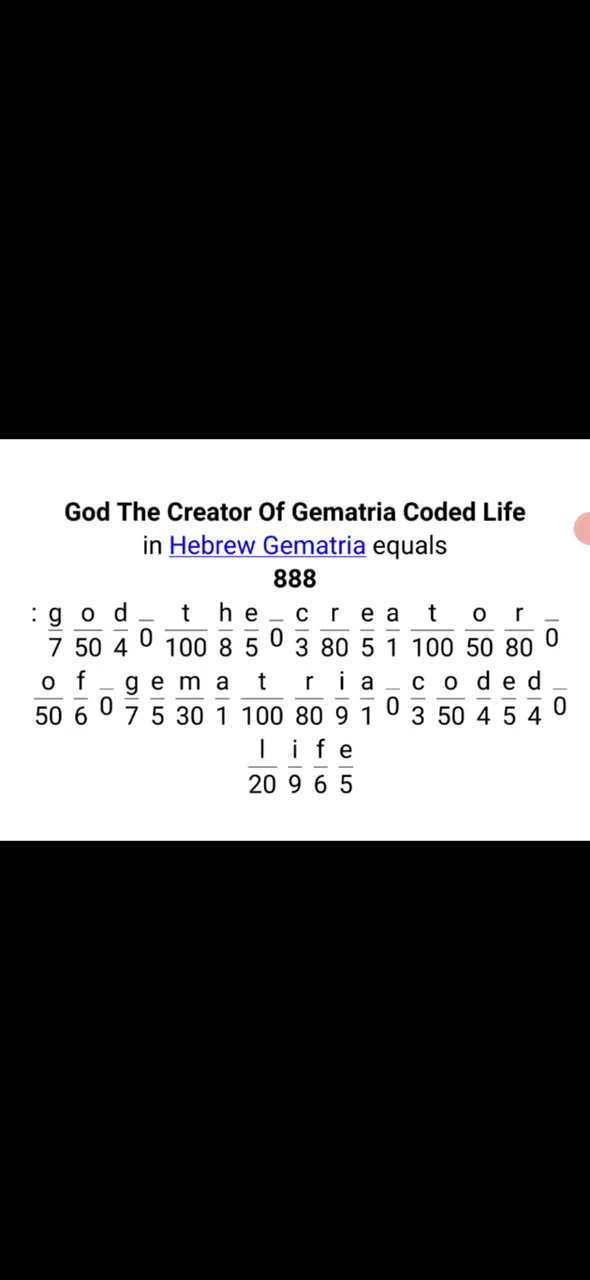 God The Creator Of Gematria Coded Life
in Hebrew Gematria equals
888
: g o d _ t h e _ c r e a t o r _
7 50 4 0 100 8 5 0 3 80 5 1 100 50 80 0
o f _ g e m a t r i a _ c o d e d _
50 6 0 7 5 30 1 100 80 9 1 0 3 50 4 5 4 0
l i f e
20 9 6 5